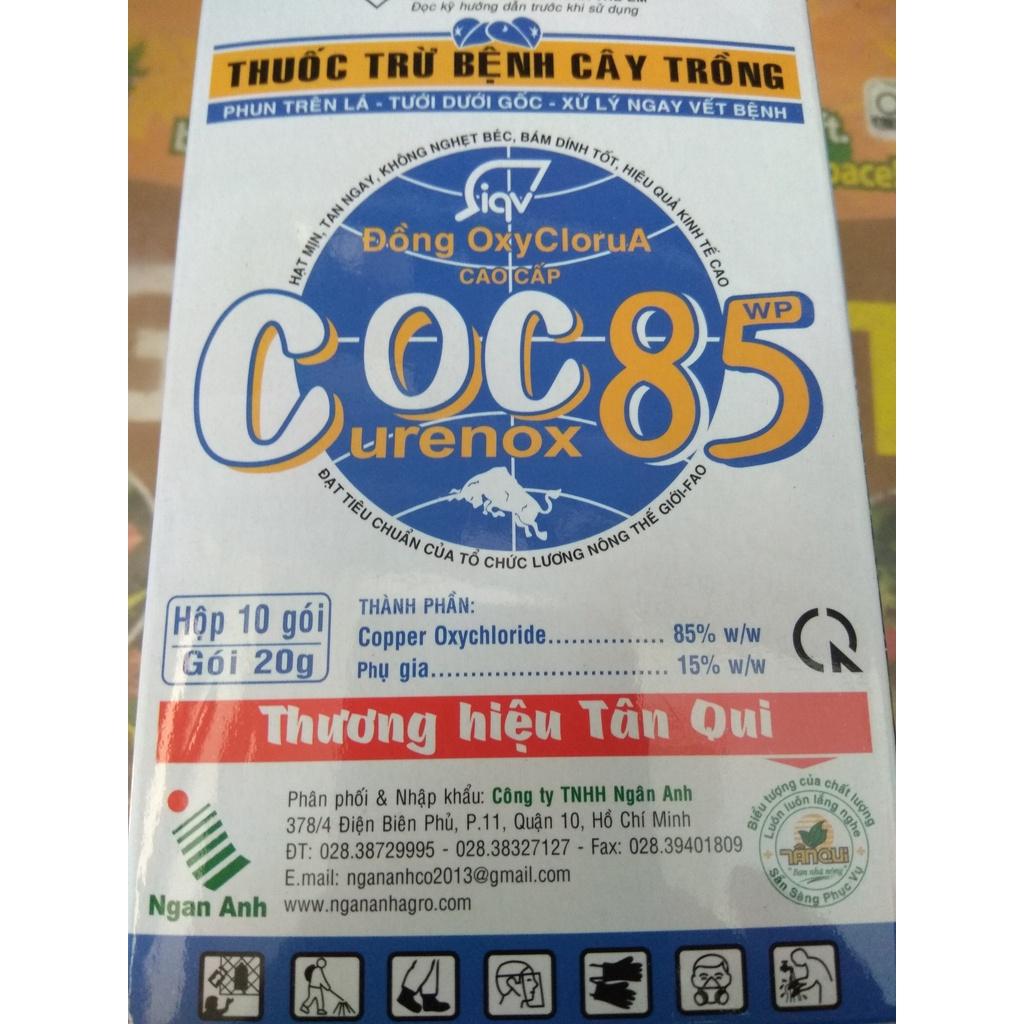 Đọc kỹ hướng dẫn trước khi sử dụng
THUỐC TRỪ BỆNH CÂY TRỒNG
PHUN TRÊN LÁ - TƯỚI DƯỚI GỐC - XỬ LÝ NGAY VẾT BỆNH
HẠT MỊN, TAN NGAY, KHÔNG NGHẸT BÉC, BÁM DÍNH TỐT, HIỆU QUẢ KINH TẾ CAO
iqv
Đồng OxyCloruA
CAO CẤP
COC 85 WP
Curenox
ĐẠT TIÊU CHUẨN CỦA TỔ CHỨC LƯƠNG NÔNG THẾ GIỚI-FAO
Hộp 10 gói
Gói 20g
THÀNH PHẦN:
Copper Oxychloride............... 85% w/w
Phụ gia............................... 15% w/w
Thương hiệu Tân Qui
Phân phối & Nhập khẩu: Công ty TNHH Ngân Anh
378/4 Điện Biên Phủ, P.11, Quận 10, Hồ Chí Minh
ĐT: 028.38729995 - 028.38327127 - Fax: 028.39401809
E.mail: ngananhco2013@gmail.com
www.ngananhagro.com
Ngan Anh
Biểu tượng của chất lượng
Luôn luôn lắng nghe
TÂNQUI
"Bạn nhà nông"
Sẵn Sàng Phục Vụ